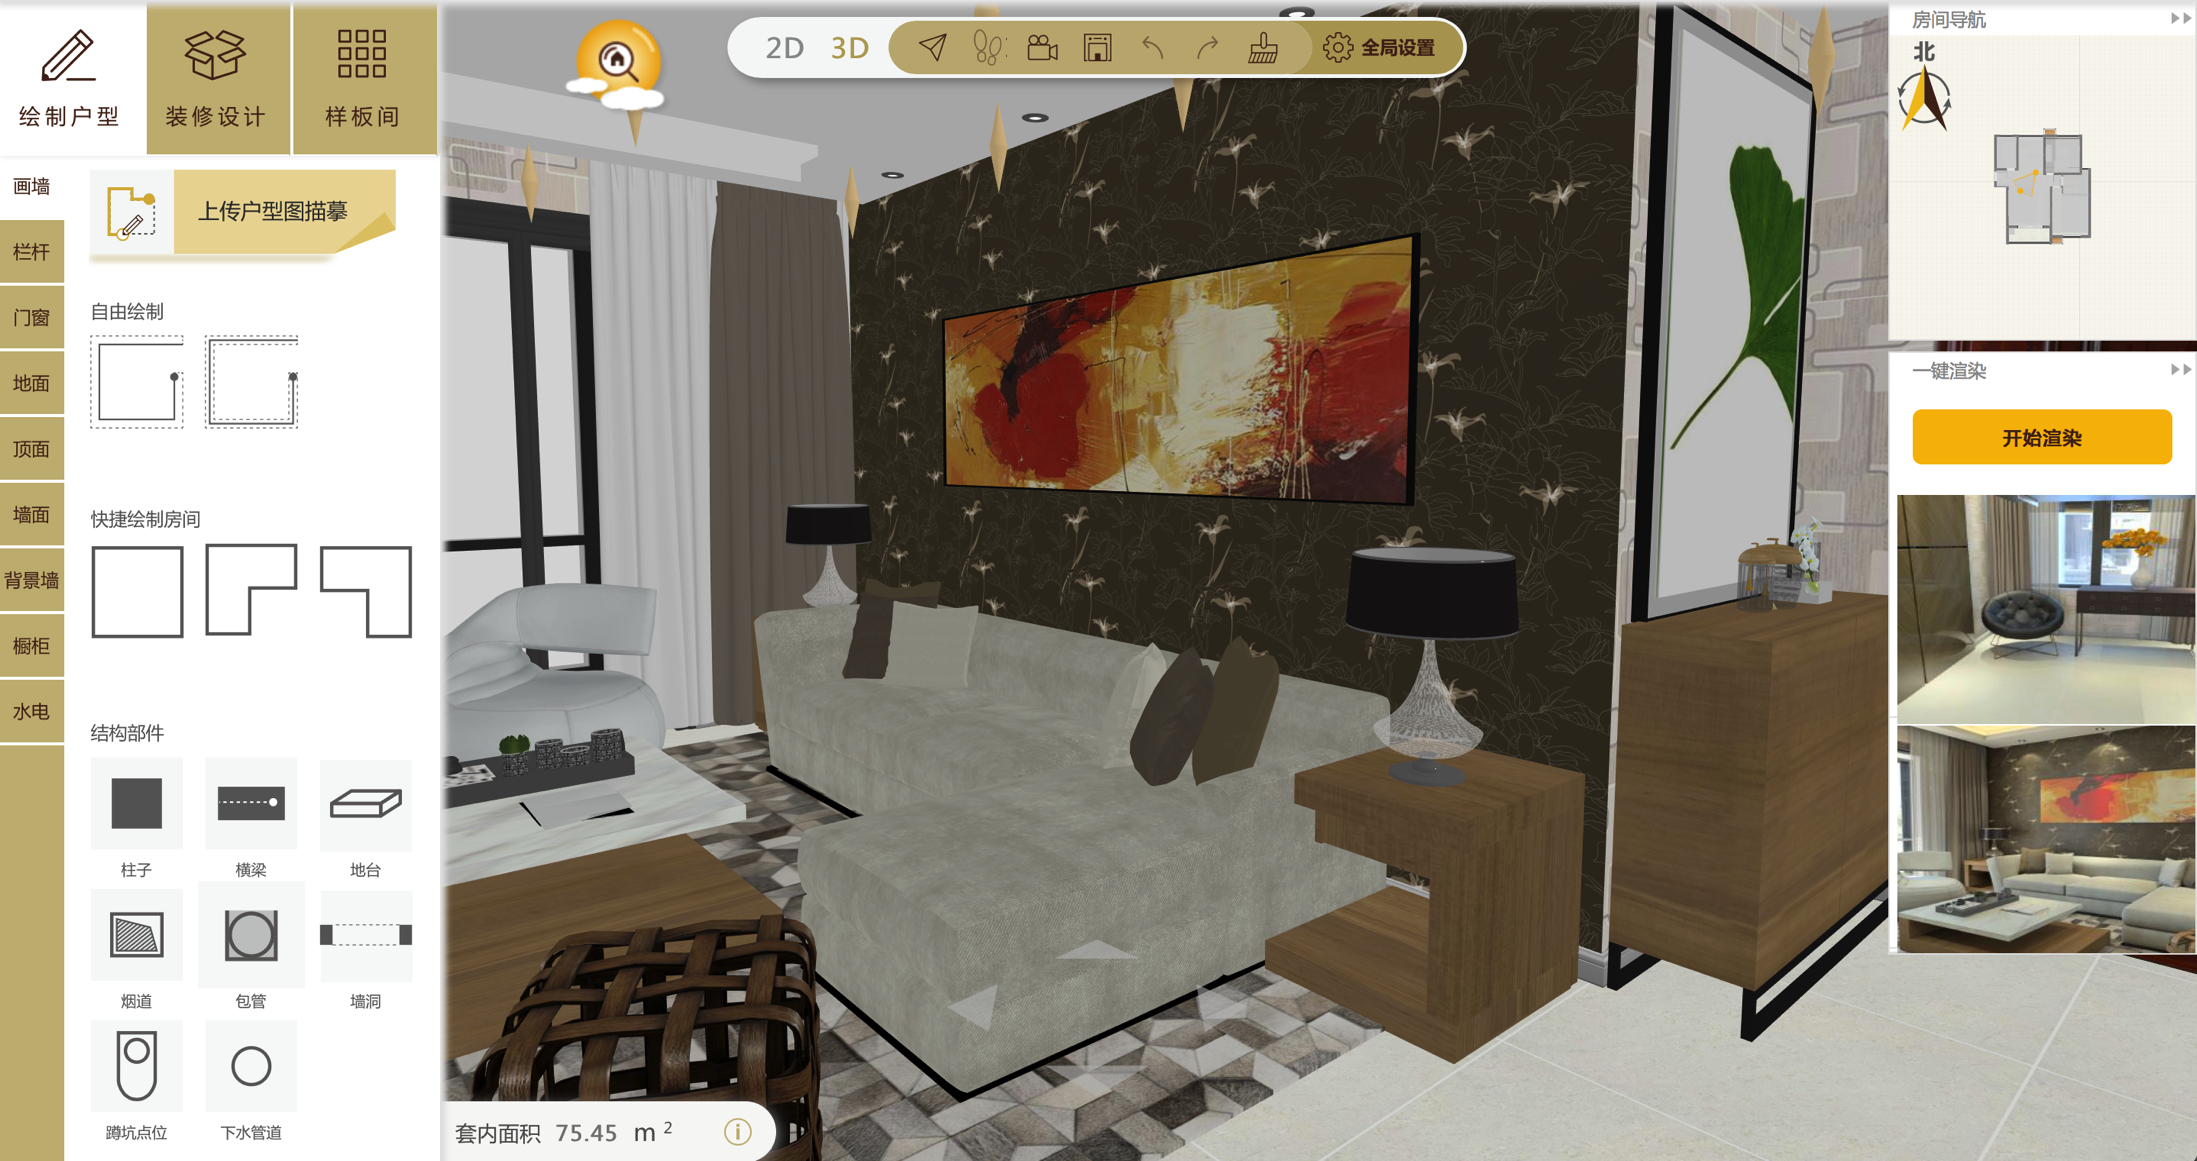 绘制户型
装修设计
样板间
2D 3D
全局设置
房间导航
北
画墙
栏杆
门窗
地面
顶面
墙面
背景墙
橱柜
水电
上传户型图描摹
自由绘制
快捷绘制房间
结构部件
柱子
横梁
地台
烟道
包管
墙洞
蹲坑点位
下水管道
一键渲染
开始渲染
套内面积 75.45 m²